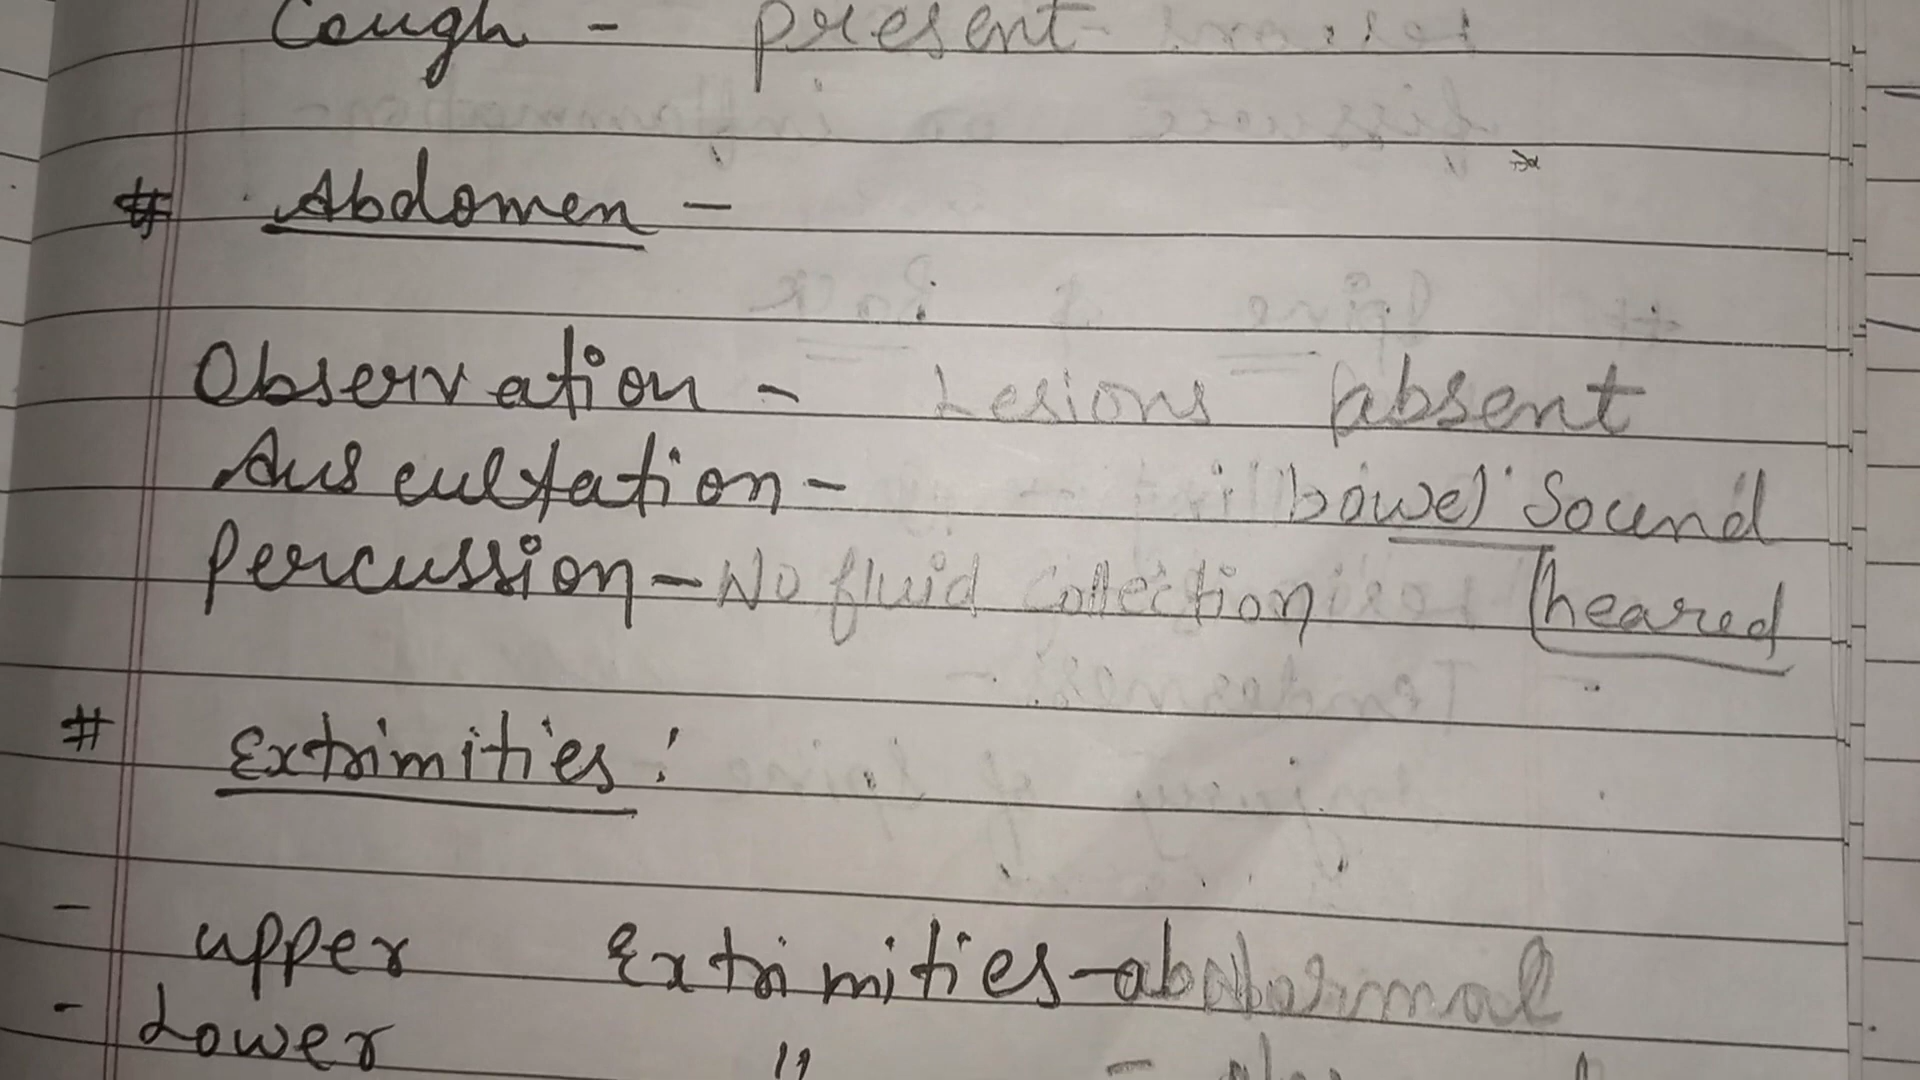 Cough - present
# Abdomen -
Observation - Lesions absent
Auscultation - bowel sound
Percussion - No fluid collection heared
# Extrimities :
- upper Extrimities - abNormal
- Lower " -